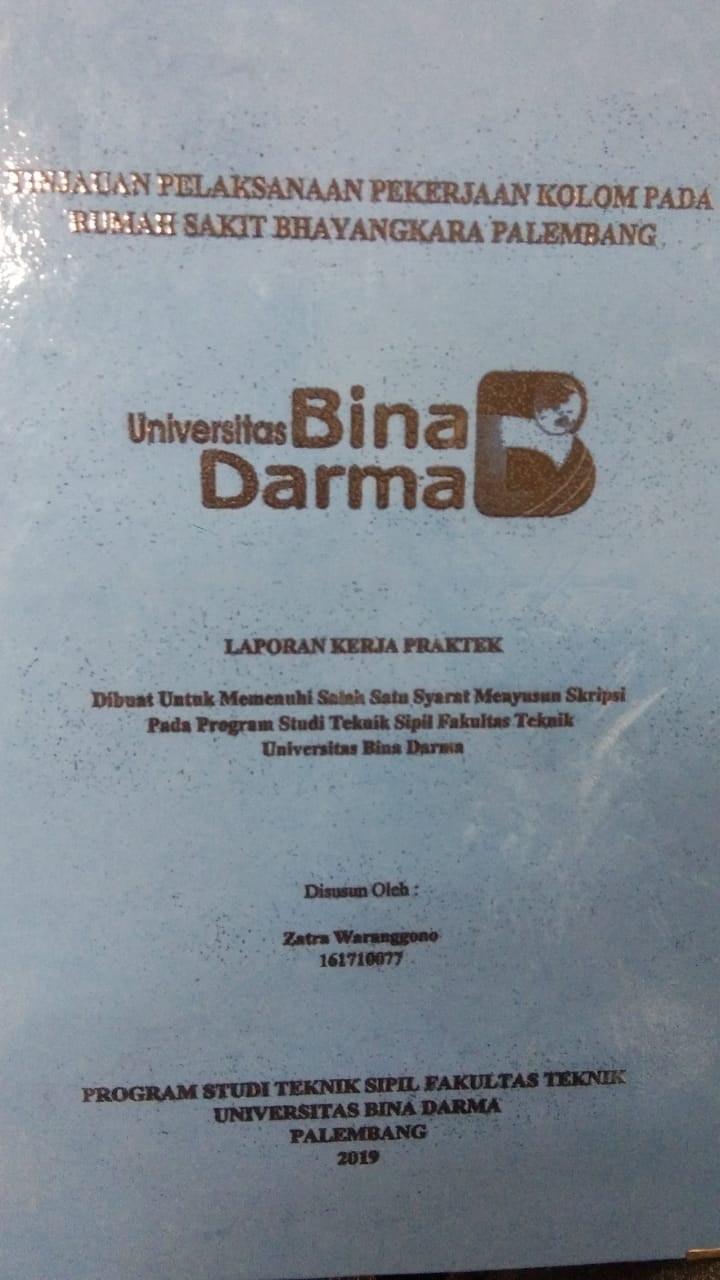 TINJAUAN PELAKSANAAN PEKERJAAN KOLOM PADA
RUMAH SAKIT BHAYANGKARA PALEMBANG
Universitas Bina
Darma
LAPORAN KERJA PRAKTEK
Dibuat Untuk Memenuhi Salah Satu Syarat Menyusun Skripsi
Pada Program Studi Teknik Sipil Fakultas Teknik
Universitas Bina Darma
Disusun Oleh :
Zatra Waranggono
161710077
PROGRAM STUDI TEKNIK SIPIL FAKULTAS TEKNIK
UNIVERSITAS BINA DARMA
PALEMBANG
2019